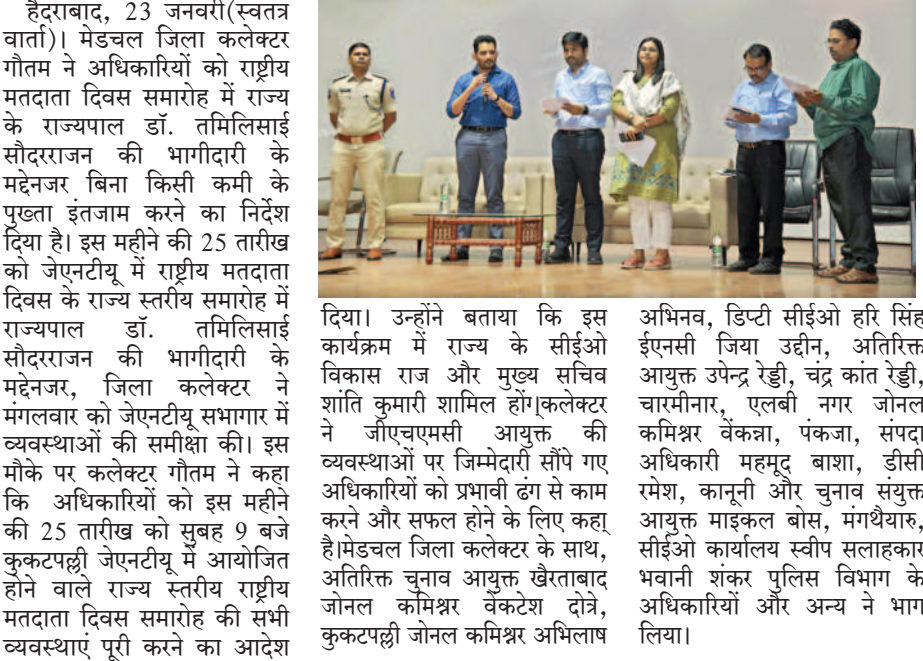 हैदराबाद, 23 जनवरी(स्वतत्र
वार्ता)। मेडचल जिला कलेक्टर
गौतम ने अधिकारियों को राष्ट्रीय
मतदाता दिवस समारोह में राज्य
के राज्यपाल डॉ. तमिलिसाई
सौदरराजन की भागीदारी के
मद्देनजर बिना किसी कमी के
पुख्ता इंतजाम करने का निर्देश
दिया है। इस महीने की 25 तारीख
को जेएनटीयू में राष्ट्रीय मतदाता
दिवस के राज्य स्तरीय समारोह में
राज्यपाल डॉ. तमिलिसाई
सौदरराजन की भागीदारी के
मद्देनजर, जिला कलेक्टर ने
मंगलवार को जेएनटीयू सभागार में
व्यवस्थाओं की समीक्षा की। इस
मौके पर कलेक्टर गौतम ने कहा
कि अधिकारियों को इस महीने
की 25 तारीख को सुबह 9 बजे
कुकटपल्ली जेएनटीयू में आयोजित
होने वाले राज्य स्तरीय राष्ट्रीय
मतदाता दिवस समारोह की सभी
व्यवस्थाएं पूरी करने का आदेश
दिया। उन्होंने बताया कि इस
कार्यक्रम में राज्य के सीईओ
विकास राज और मुख्य सचिव
शांति कुमारी शामिल होंग्।कलेक्टर
ने जीएचएमसी आयुक्त की
व्यवस्थाओं पर जिम्मेदारी सौंपे गए
अधिकारियों को प्रभावी ढंग से काम
करने और सफल होने के लिए कहा
है।मेडचल जिला कलेक्टर के साथ,
अतिरिक्त चुनाव आयुक्त खैरताबाद
जोनल कमिश्नर वेंकटेश दोत्रे,
कुकटपल्ली जोनल कमिश्नर अभिलाष
अभिनव, डिप्टी सीईओ हरि सिंह
ईएनसी जिया उद्दीन, अतिरिक्त
आयुक्त उपेन्द्र रेड्डी, चंद्र कांत रेड्डी,
चारमीनार, एलबी नगर जोनल
कमिश्नर वेंकन्ना, पंकजा, संपदा
अधिकारी महमूद बाशा, डीसी
रमेश, कानूनी और चुनाव संयुक्त
आयुक्त माइकल बोस, मंगथैयारु,
सीईओ कार्यालय स्वीप सलाहकार
भवानी शंकर पुलिस विभाग के
अधिकारियों और अन्य ने भाग
लिया।